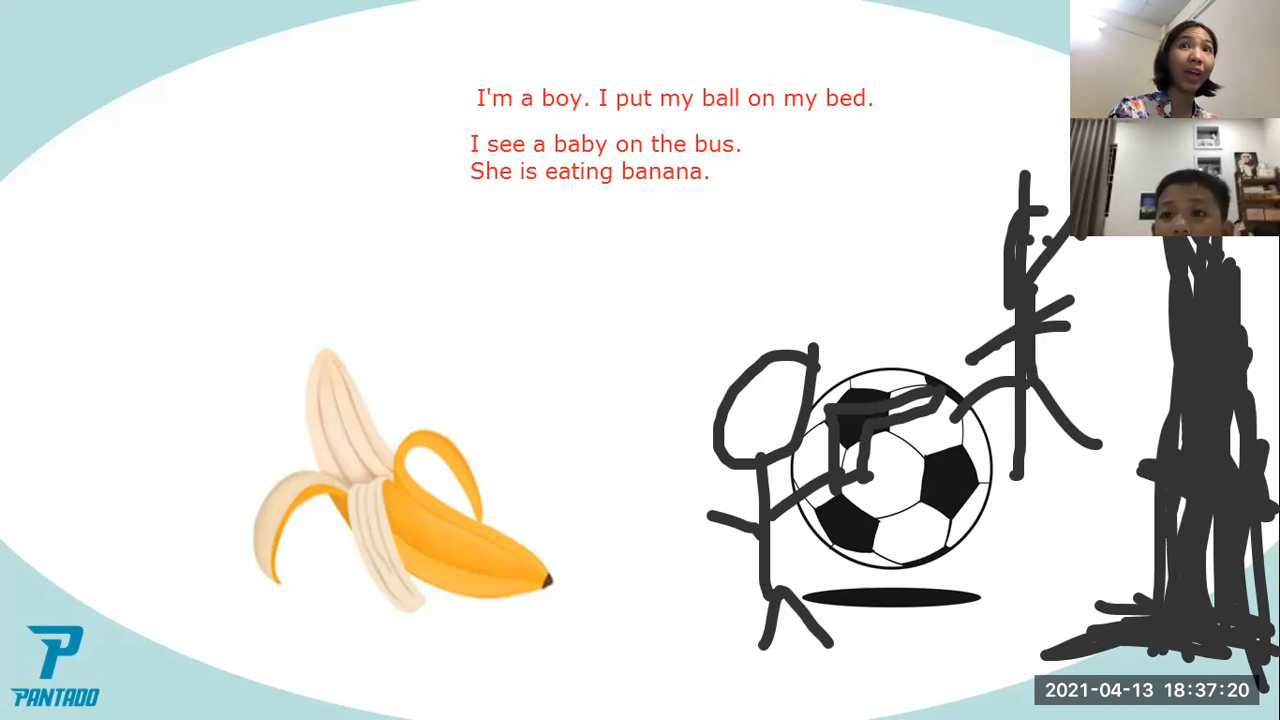 I'm a boy. I put my ball on my bed.
I see a baby on the bus.
She is eating banana.
PANTADO
2021-04-13 18:37:20